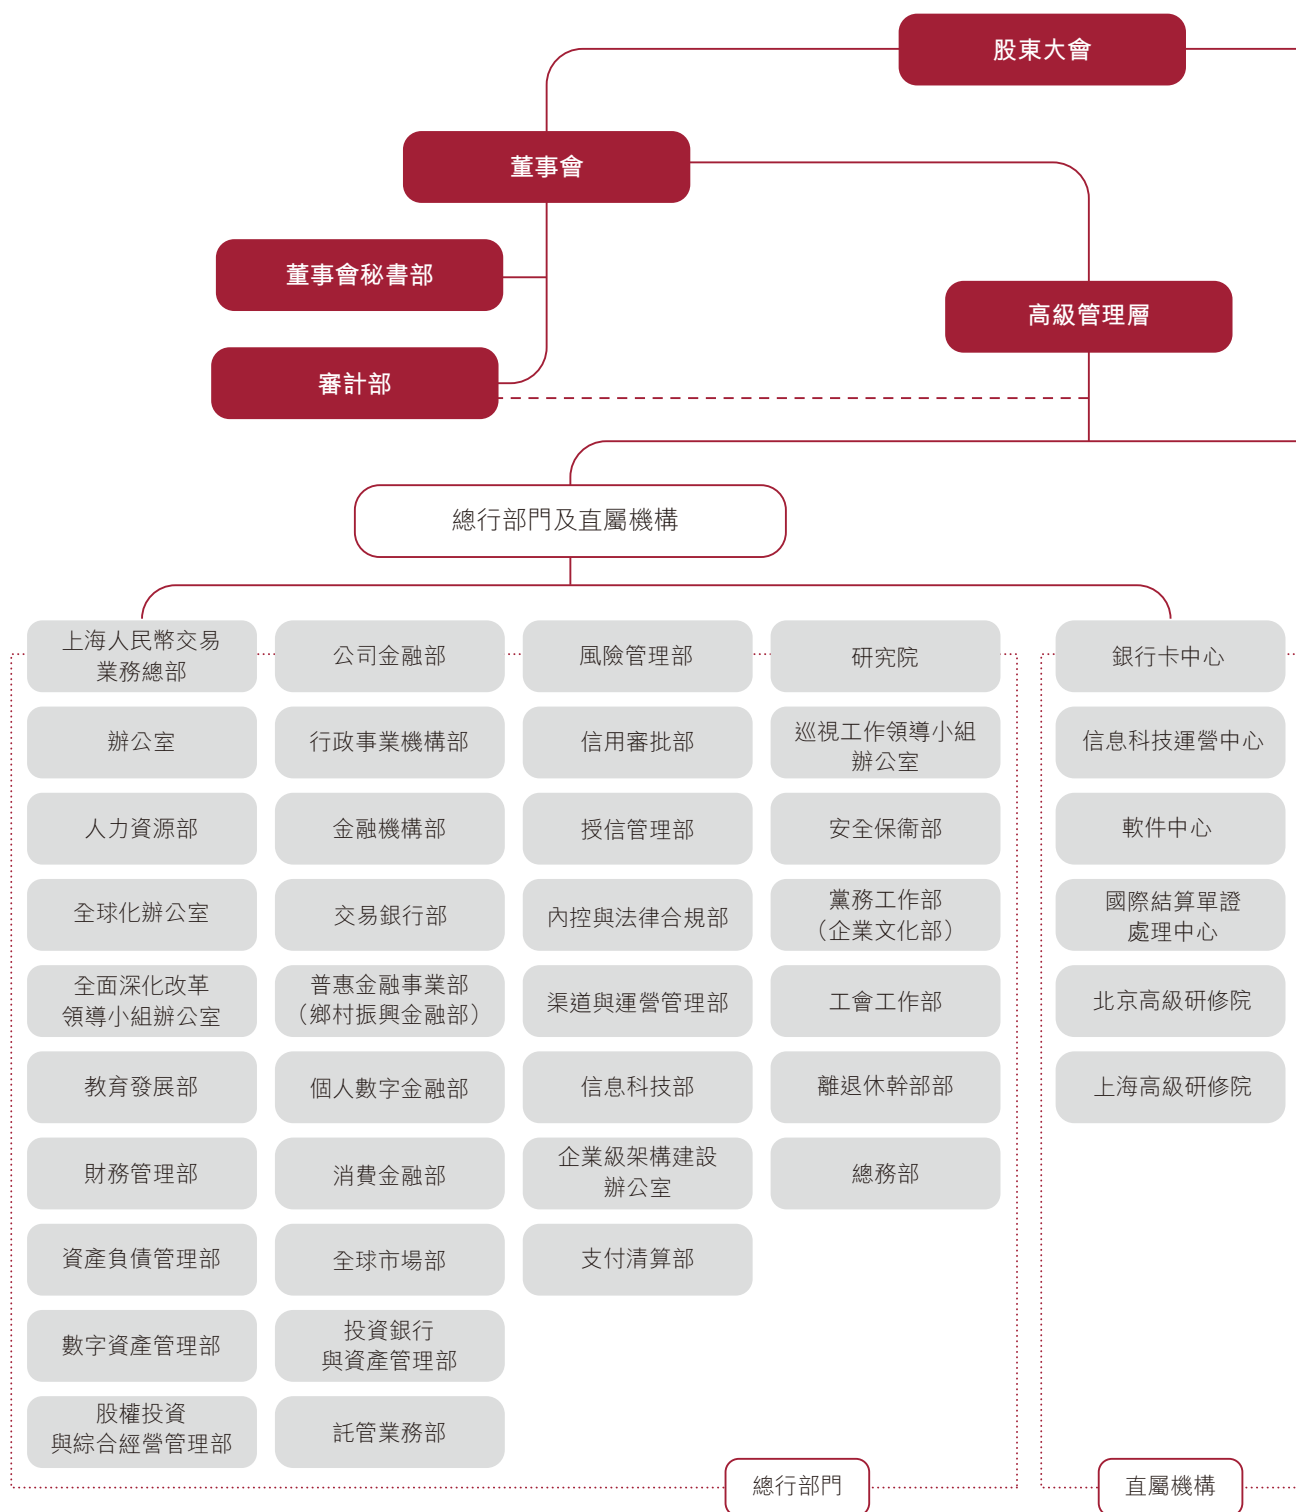 股東大會
董事會
董事會秘書部
高級管理層
審計部
總行部門及直屬機構
上海人民幣交易
業務總部
辦公室
人力資源部
全球化辦公室
全面深化改革
領導小組辦公室
教育發展部
財務管理部
資產負債管理部
數字資產管理部
股權投資
與綜合經營管理部
公司金融部
行政事業機構部
金融機構部
交易銀行部
普惠金融事業部
（鄉村振興金融部）
個人數字金融部
消費金融部
全球市場部
投資銀行
與資產管理部
託管業務部
風險管理部
信用審批部
授信管理部
內控與法律合規部
渠道與運營管理部
信息科技部
企業級架構建設
辦公室
支付清算部
研究院
巡視工作領導小組
辦公室
安全保衛部
黨務工作部
（企業文化部）
工會工作部
離退休幹部部
總務部
總行部門
銀行卡中心
信息科技運營中心
軟件中心
國際結算單證
處理中心
北京高級研修院
上海高級研修院
直屬機構